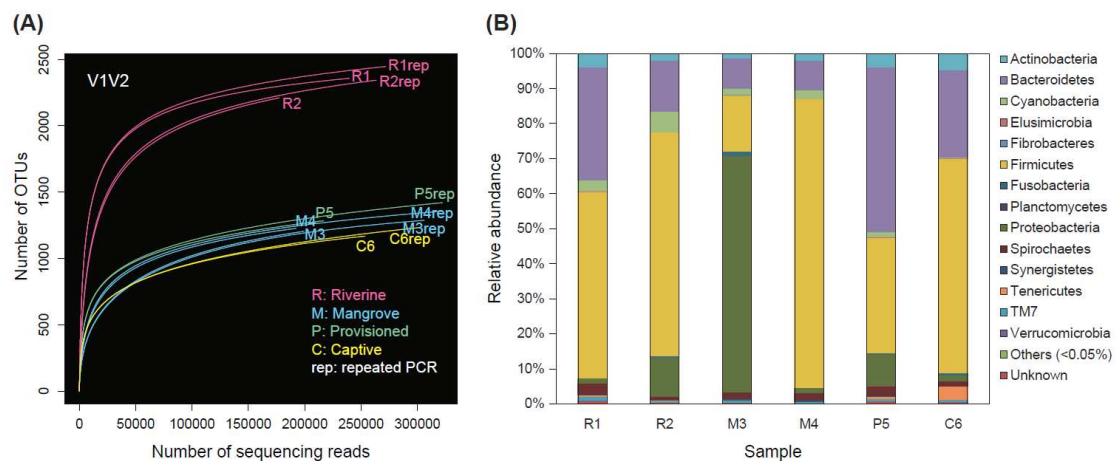 (A)
V1V2
R1rep
R1
R2rep
R2
P5rep
P5
M4rep
M4
M3rep
M3
C6rep
C6
R: Riverine
M: Mangrove
P: Provisioned
C: Captive
rep: repeated PCR
Number of OTUs
2500
2000
1500
1000
500
0
0
50000
100000
150000
200000
250000
300000
Number of sequencing reads
(B)
Relative abundance
100%
90%
80%
70%
60%
50%
40%
30%
20%
10%
0%
R1
R2
M3
M4
P5
C6
Sample
Actinobacteria
Bacteroidetes
Cyanobacteria
Elusimicrobia
Fibrobacteres
Firmicutes
Fusobacteria
Planctomycetes
Proteobacteria
Spirochaetes
Synergistetes
Tenericutes
TM7
Verrucomicrobia
Others (<0.05%)
Unknown